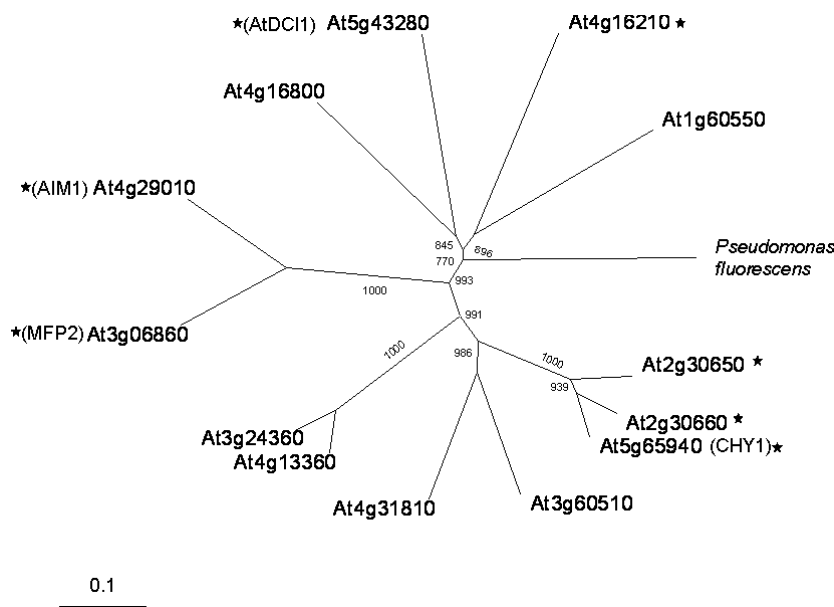 ★(AtDCI1) At5g43280
At4g16210 ★
At4g16800
At1g60550
★(AIM1) At4g29010
845
896
770
Pseudomonas
fluorescens
993
1000
★(MFP2) At3g06860
991
1000
986
1000
At2g30650 ★
939
At2g30660 ★
At3g24360
At5g65940 (CHY1)★
At4g13360
At4g31810
At3g60510
0.1